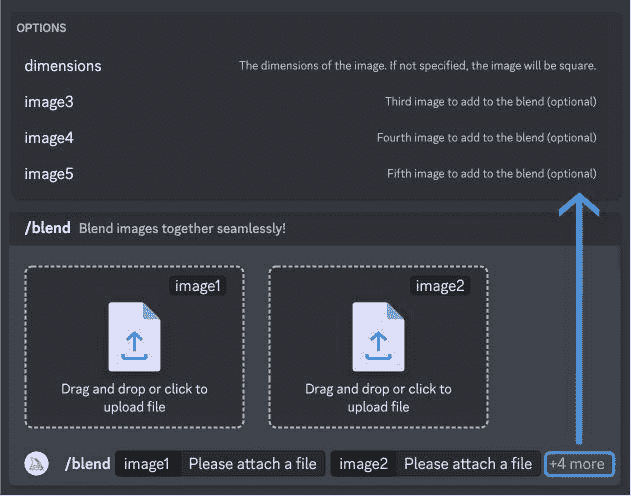 OPTIONS
dimensions The dimensions of the image. If not specified, the image will be square.
image3 Third image to add to the blend (optional)
image4 Fourth image to add to the blend (optional)
image5 Fifth image to add to the blend (optional)
/blend Blend images together seamlessly!
image1 image2
Drag and drop or click to Drag and drop or click to
upload file upload file
/blend image1 Please attach a file image2 Please attach a file +4 more